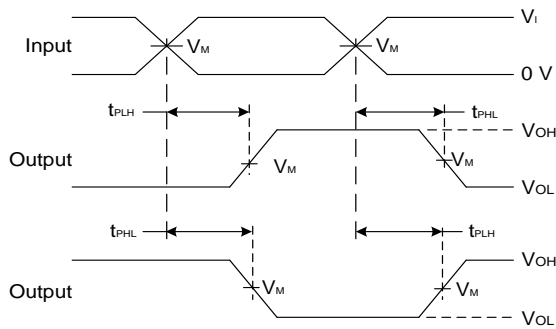 VI
Input
VM
VM
0 V
tPLH
tPHL
VOH
Output
VM
VM
VOL
tPHL
tPLH
VOH
Output
VM
VM
VOL